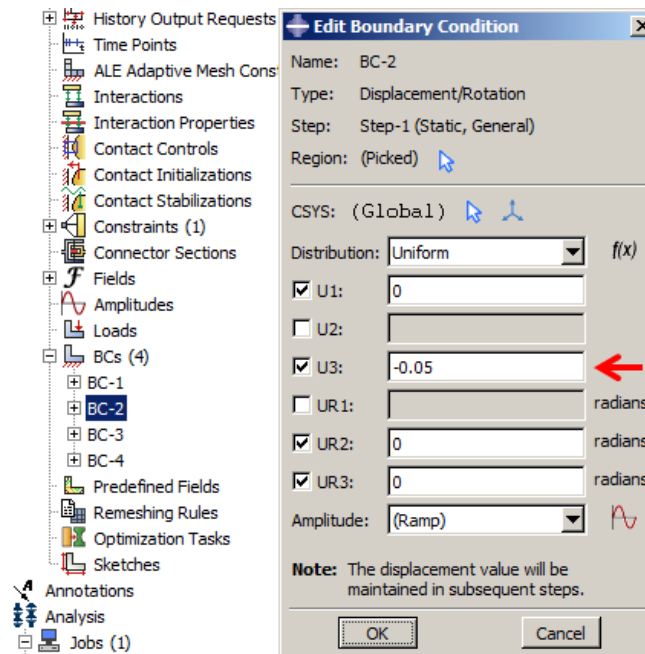 History Output Requests
Time Points
ALE Adaptive Mesh Cons
Interactions
Interaction Properties
Contact Controls
Contact Initializations
Contact Stabilizations
Constraints (1)
Connector Sections
Fields
Amplitudes
Loads
BCs (4)
BC-1
BC-2
BC-3
BC-4
Predefined Fields
Remeshing Rules
Optimization Tasks
Sketches
Annotations
Analysis
Jobs (1)
Edit Boundary Condition
Name: BC-2
Type: Displacement/Rotation
Step: Step-1 (Static, General)
Region: (Picked)
CSYS: (Global)
Distribution: Uniform f(x)
U1: 0
U2:
U3: -0.05
UR1: radians
UR2: 0 radians
UR3: 0 radians
Amplitude: (Ramp)
Note: The displacement value will be
maintained in subsequent steps.
OK Cancel